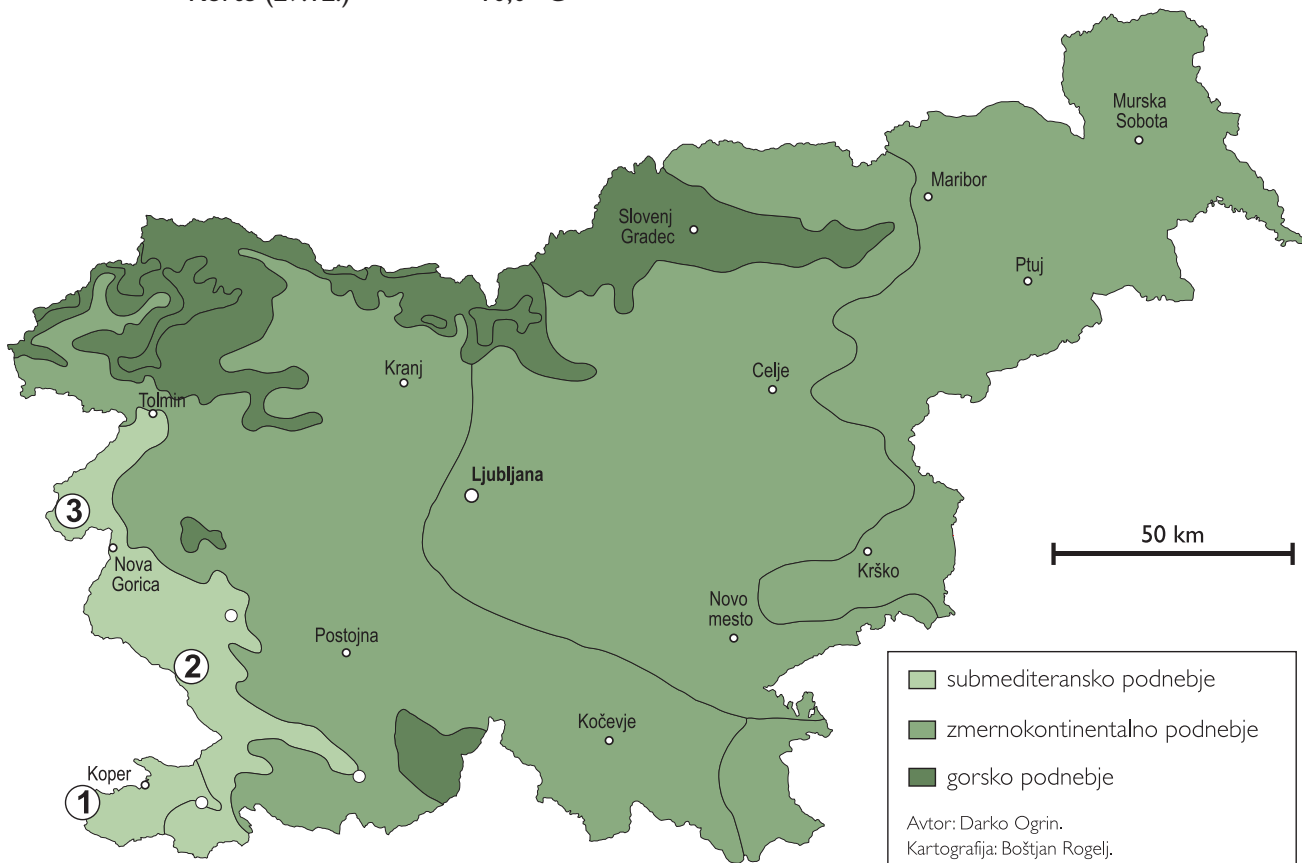 Murska
Sobota
Maribor
Slovenj
Gradec
Ptuj
Kranj
Celje
Tolmin
Ljubljana
3
50 km
Nova
Gorica
Krško
Novo
mesto
Postojna
2
submediteransko podnebje
zmernokontinentalno podnebje
Kočevje
gorsko podnebje
Koper
1
Avtor: Darko Ogrin.
Kartografija: Boštjan Rogelj.